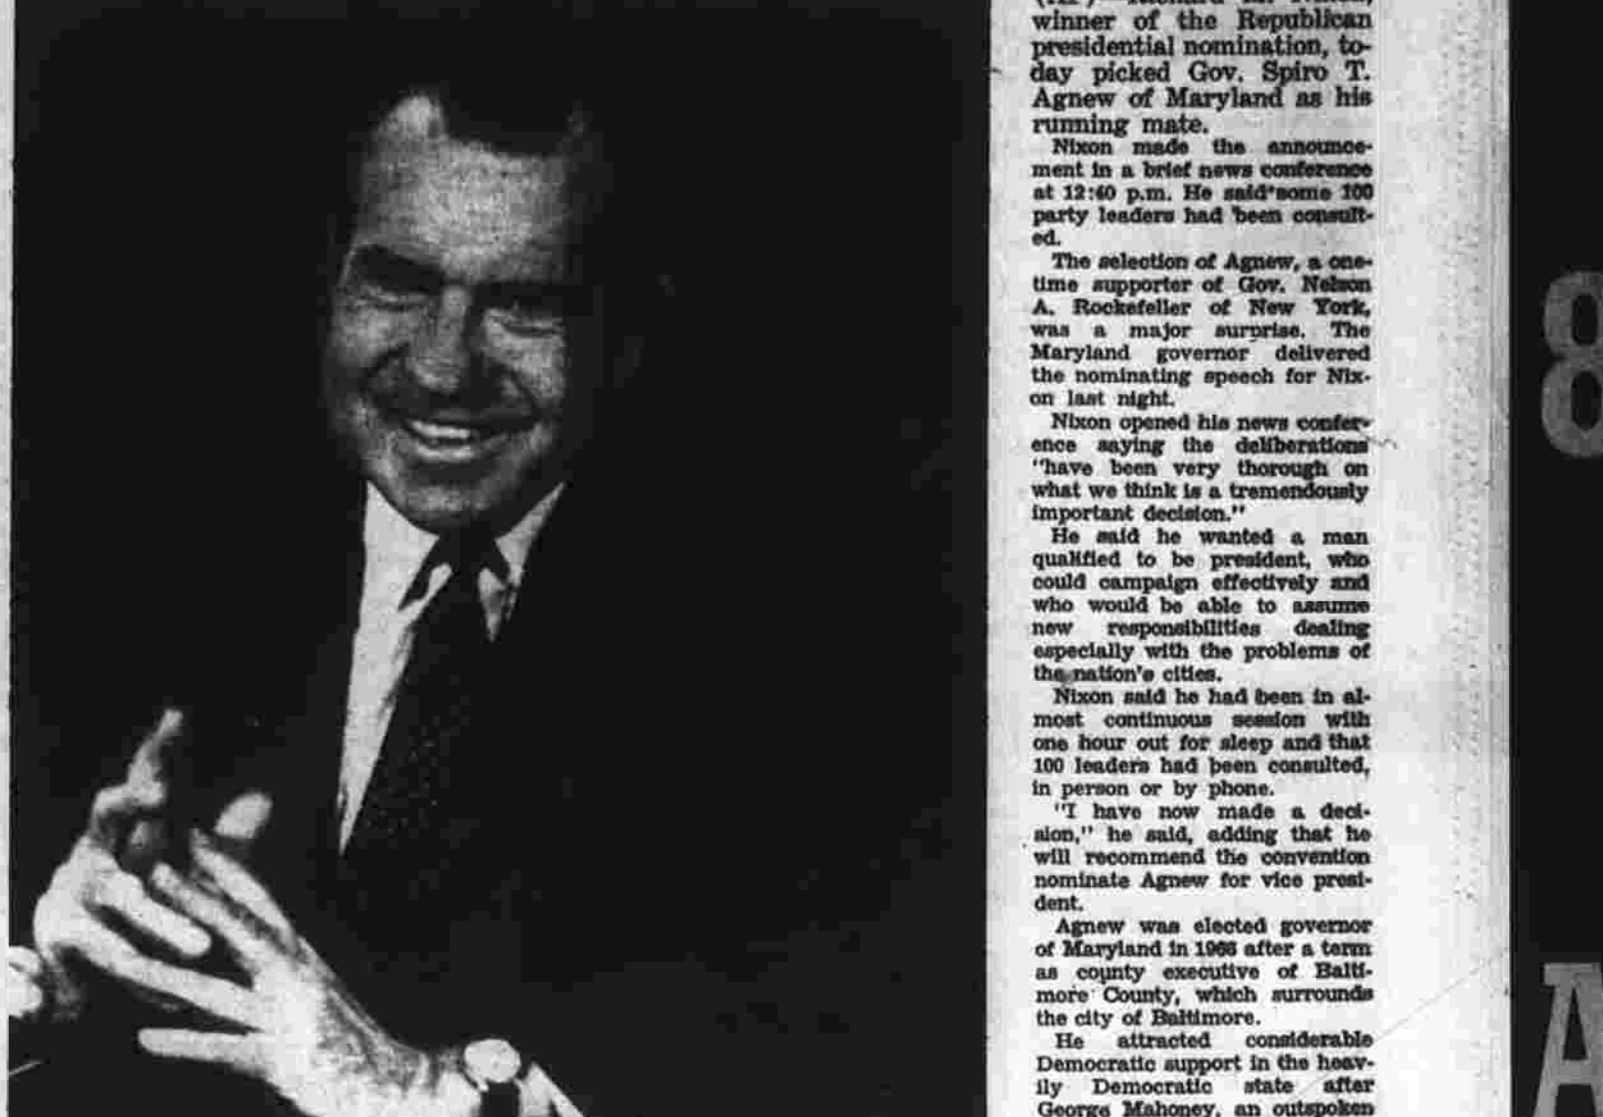 winner of the Republican
presidential nomination, to-
day picked Gov. Spiro T.
Agnew of Maryland as his
running mate.
Nixon made the announce-
ment in a brief news conference
at 12:40 p.m. He said some 100
party leaders had been consult-
ed.
The selection of Agnew, a one-
time supporter of Gov. Nelson
A. Rockefeller of New York,
was a major surprise. The
Maryland governor delivered
the nominating speech for Nix-
on last night.
Nixon opened his news confer-
ence saying the deliberations
"have been very thorough on
what we think is a tremendously
important decision."
He said he wanted a man
qualified to be president, who
could campaign effectively and
who would be able to assume
new responsibilities dealing
especially with the problems of
the nation's cities.
Nixon said he had been in al-
most continuous session with
one hour out for sleep and that
100 leaders had been consulted,
in person or by phone.
"I have now made a deci-
sion," he said, adding that he
will recommend the convention
nominate Agnew for vice presi-
dent.
Agnew was elected governor
of Maryland in 1966 after a term
as county executive of Balti-
more County, which surrounds
the city of Baltimore.
He attracted considerable
Democratic support in the heav-
ily Democratic state after
George Mahoney, an outspoken
8
A